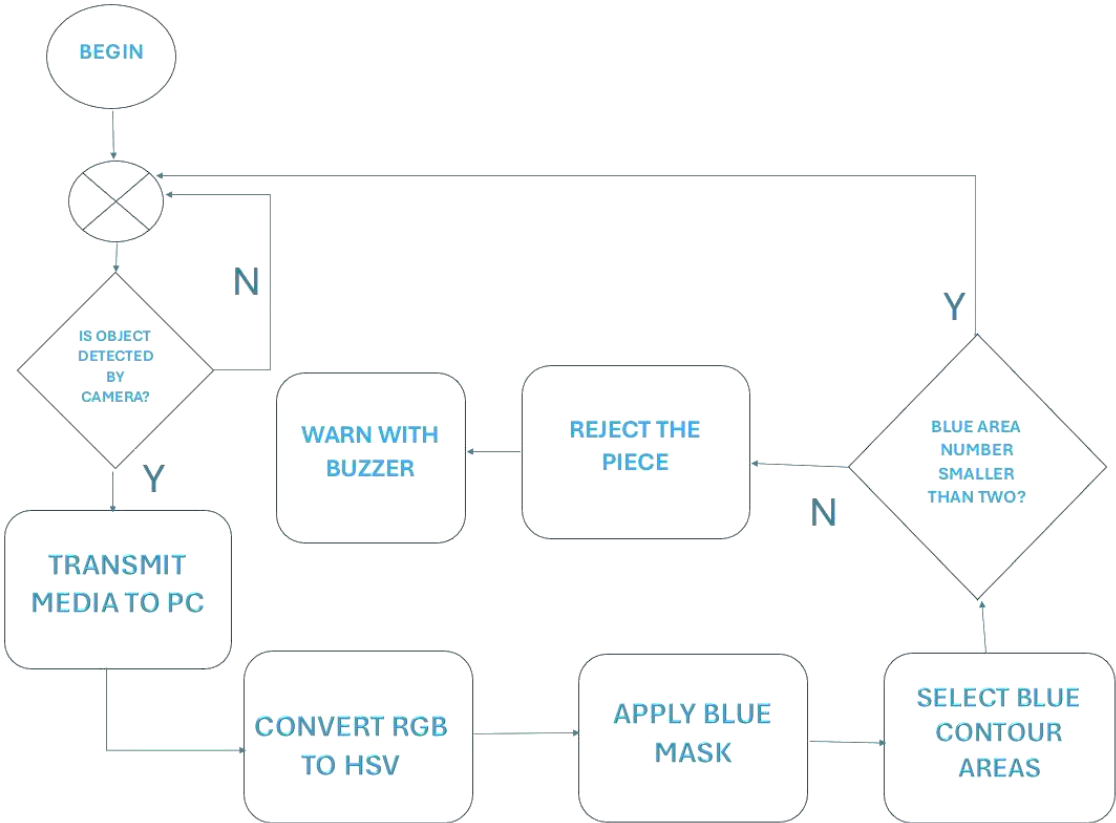 BEGIN
N
IS OBJECT
DETECTED
BY
CAMERA?
Y
TRANSMIT
MEDIA TO PC
CONVERT RGB
TO HSV
APPLY BLUE
MASK
SELECT BLUE
CONTOUR
AREAS
BLUE AREA
NUMBER
SMALLER
THAN TWO?
Y
N
REJECT THE
PIECE
WARN WITH
BUZZER